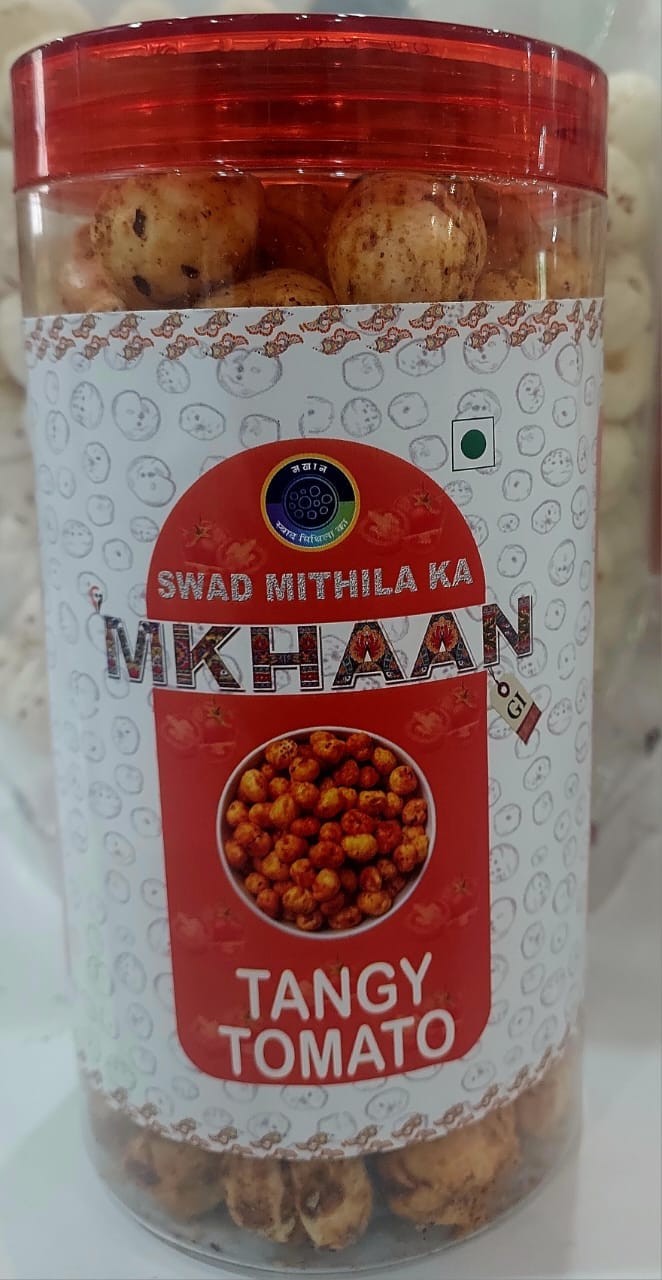 मखान
स्वाद मिथिला का
SWAD MITHILA KA
MKHAAN
GI
TANGY
TOMATO